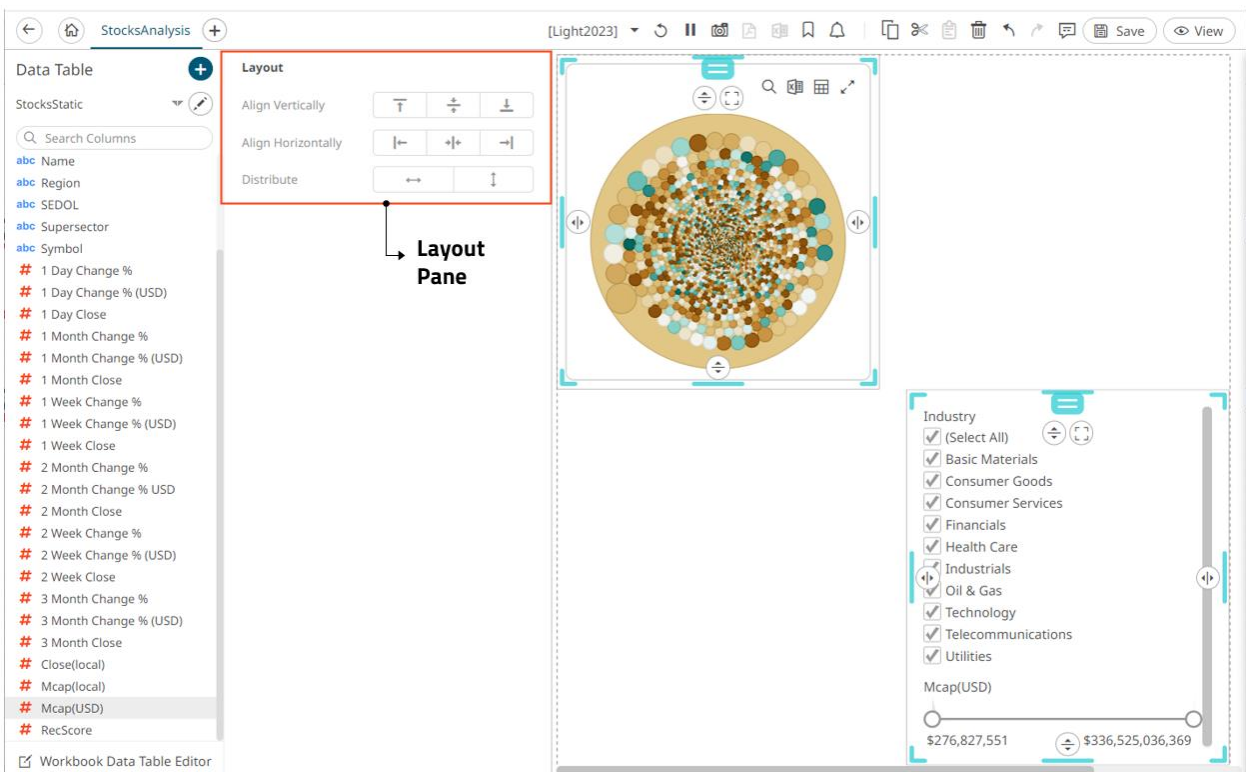 StocksAnalysis
[Light2023]
Save
View
Data Table
StocksStatic
Search Columns
abc Name
abc Region
abc SEDOL
abc Supersector
abc Symbol
# 1 Day Change %
# 1 Day Change % (USD)
# 1 Day Close
# 1 Month Change %
# 1 Month Change % (USD)
# 1 Month Close
# 1 Week Change %
# 1 Week Change % (USD)
# 1 Week Close
# 2 Month Change %
# 2 Month Change % USD
# 2 Month Close
# 2 Week Change %
# 2 Week Change % (USD)
# 2 Week Close
# 3 Month Change %
# 3 Month Change % (USD)
# 3 Month Close
# Close(local)
# Mcap(local)
# Mcap(USD)
# RecScore
Workbook Data Table Editor
Layout
Align Vertically
Align Horizontally
Distribute
Layout
Pane
Industry
(Select All)
Basic Materials
Consumer Goods
Consumer Services
Financials
Health Care
Industrials
Oil & Gas
Technology
Telecommunications
Utilities
Mcap(USD)
$276,827,551
$336,525,036,369